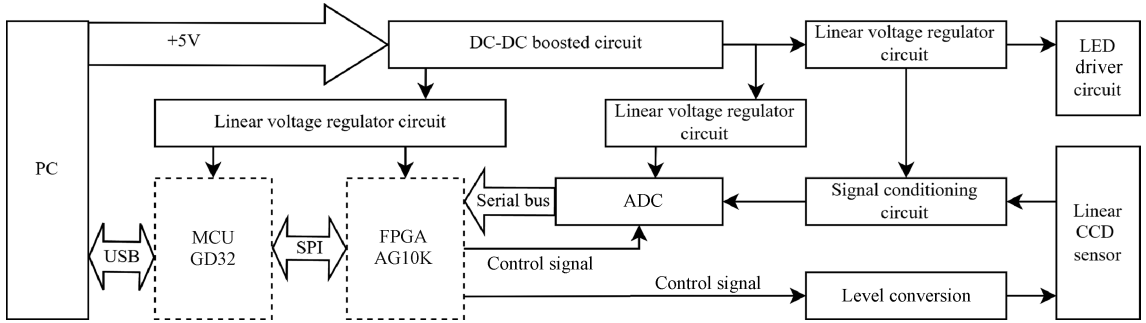 +5V
DC-DC boosted circuit
Linear voltage regulator
circuit
LED
driver
circuit
Linear voltage regulator circuit
Linear voltage regulator
circuit
PC
MCU
GD32
FPGA
AG10K
Serial bus
ADC
Signal conditioning
circuit
Linear
CCD
sensor
USB
SPI
Control signal
Control signal
Level conversion